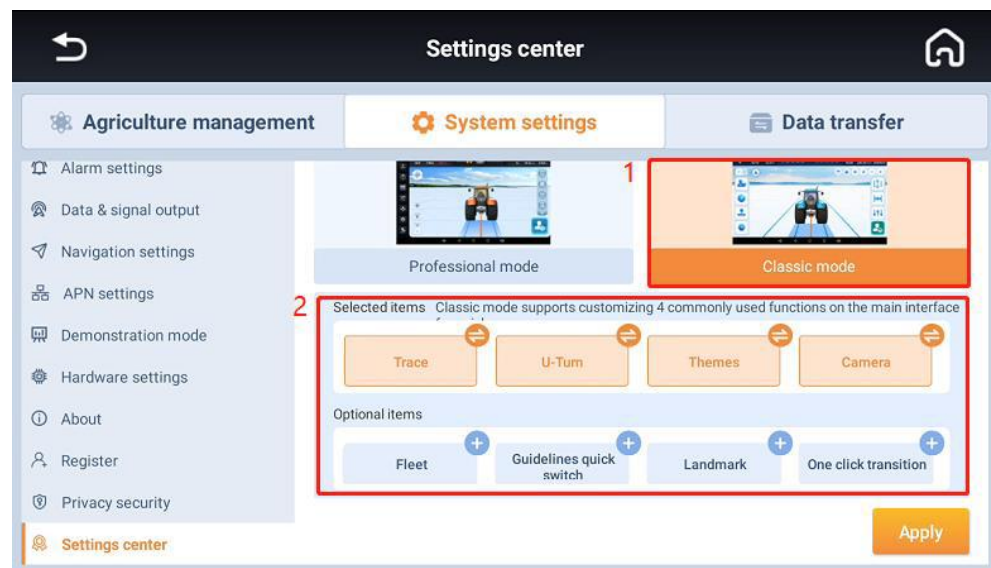 Settings center
Agriculture management
System settings
Data transfer
Alarm settings
Data & signal output
Navigation settings
APN settings
Demonstration mode
Hardware settings
About
Register
Privacy security
Settings center
1
Professional mode
Classic mode
2
Selected items Classic mode supports customizing 4 commonly used functions on the main interface
Trace
U-Turn
Themes
Camera
Optional items
Fleet
Guidelines quick
switch
Landmark
One click transition
Apply